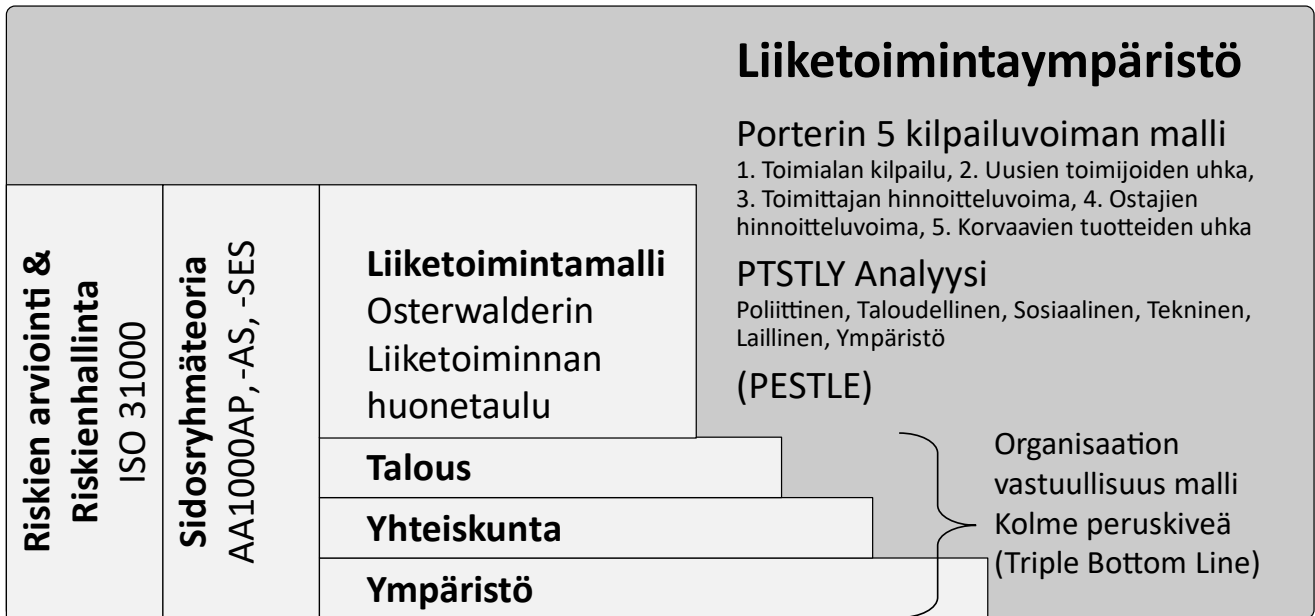 Liiketoimintaympäristö
Porterin 5 kilpailuvoiman malli
1. Toimialan kilpailu, 2. Uusien toimijoiden uhka,
3. Toimittajan hinnoitteluvoima, 4. Ostajien
hinnoitteluvoima, 5. Korvaavien tuotteiden uhka
PTSTLY Analyysi
Poliittinen, Taloudellinen, Sosiaalinen, Tekninen,
Laillinen, Ympäristö
(PESTLE)
Riskien arviointi &
Riskienhallinta
ISO 31000
Sidosryhmäteoria
AA1000AP,-AS, -SES
Liiketoimintamalli
Osterwalderin
Liiketoiminnan
huonetaulu
Talous
Yhteiskunta
Ympäristö
Organisaation
vastuullisuus malli
Kolme peruskiveä
(Triple Bottom Line)